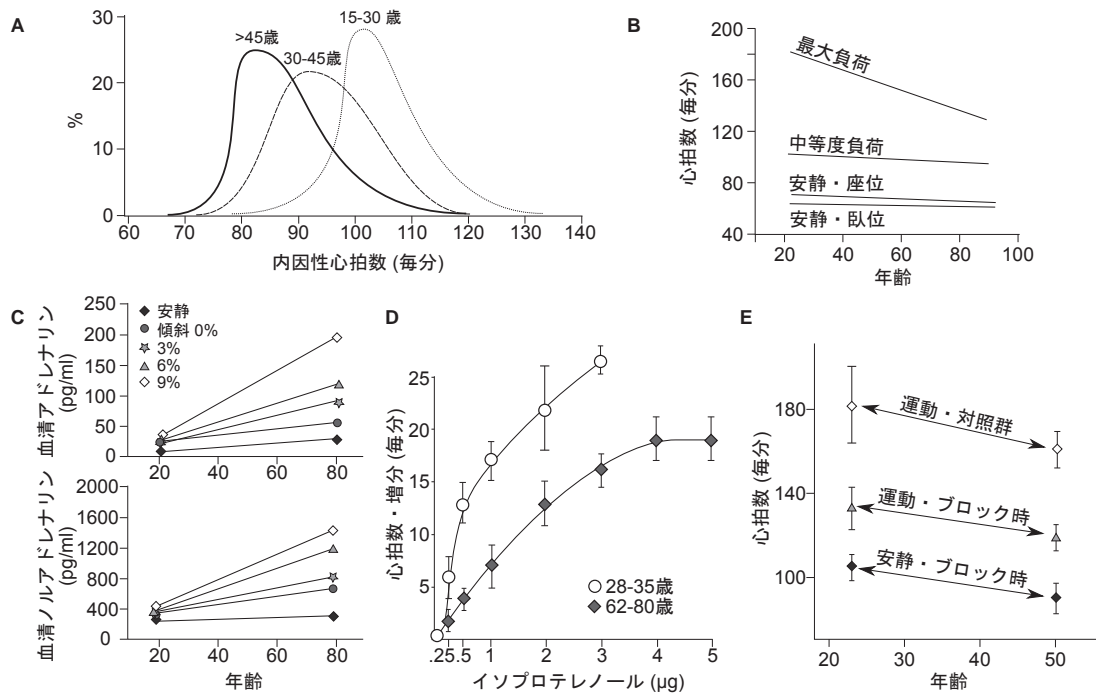 A
30
20
10
0
%
>45歳
30-45歳
15-30 歳
60 70 80 90 100 110 120 130 140
内因性心拍数 (毎分)
B
200
160
120
80
40
心拍数 (毎分)
最大負荷
中等度負荷
安静・座位
安静・臥位
0 20 40 60 80 100
年齢
C
血清アドレナリン
(pg/ml)
250
200
150
100
50
0
安静
傾斜 0%
3%
6%
9%
0 20 40 60 80
血清ノルアドレナリン
(pg/ml)
2000
1600
1200
800
400
0
0 20 40 60 80
年齢
D
心拍数・増分 (毎分)
25
20
15
10
5
28-35歳
62-80歳
.25 .5 1 2 3 4 5
イソプロテレノール (µg)
E
心拍数 (毎分)
180
140
100
運動・対照群
運動・ブロック時
安静・ブロック時
20 30 40 50
年齢